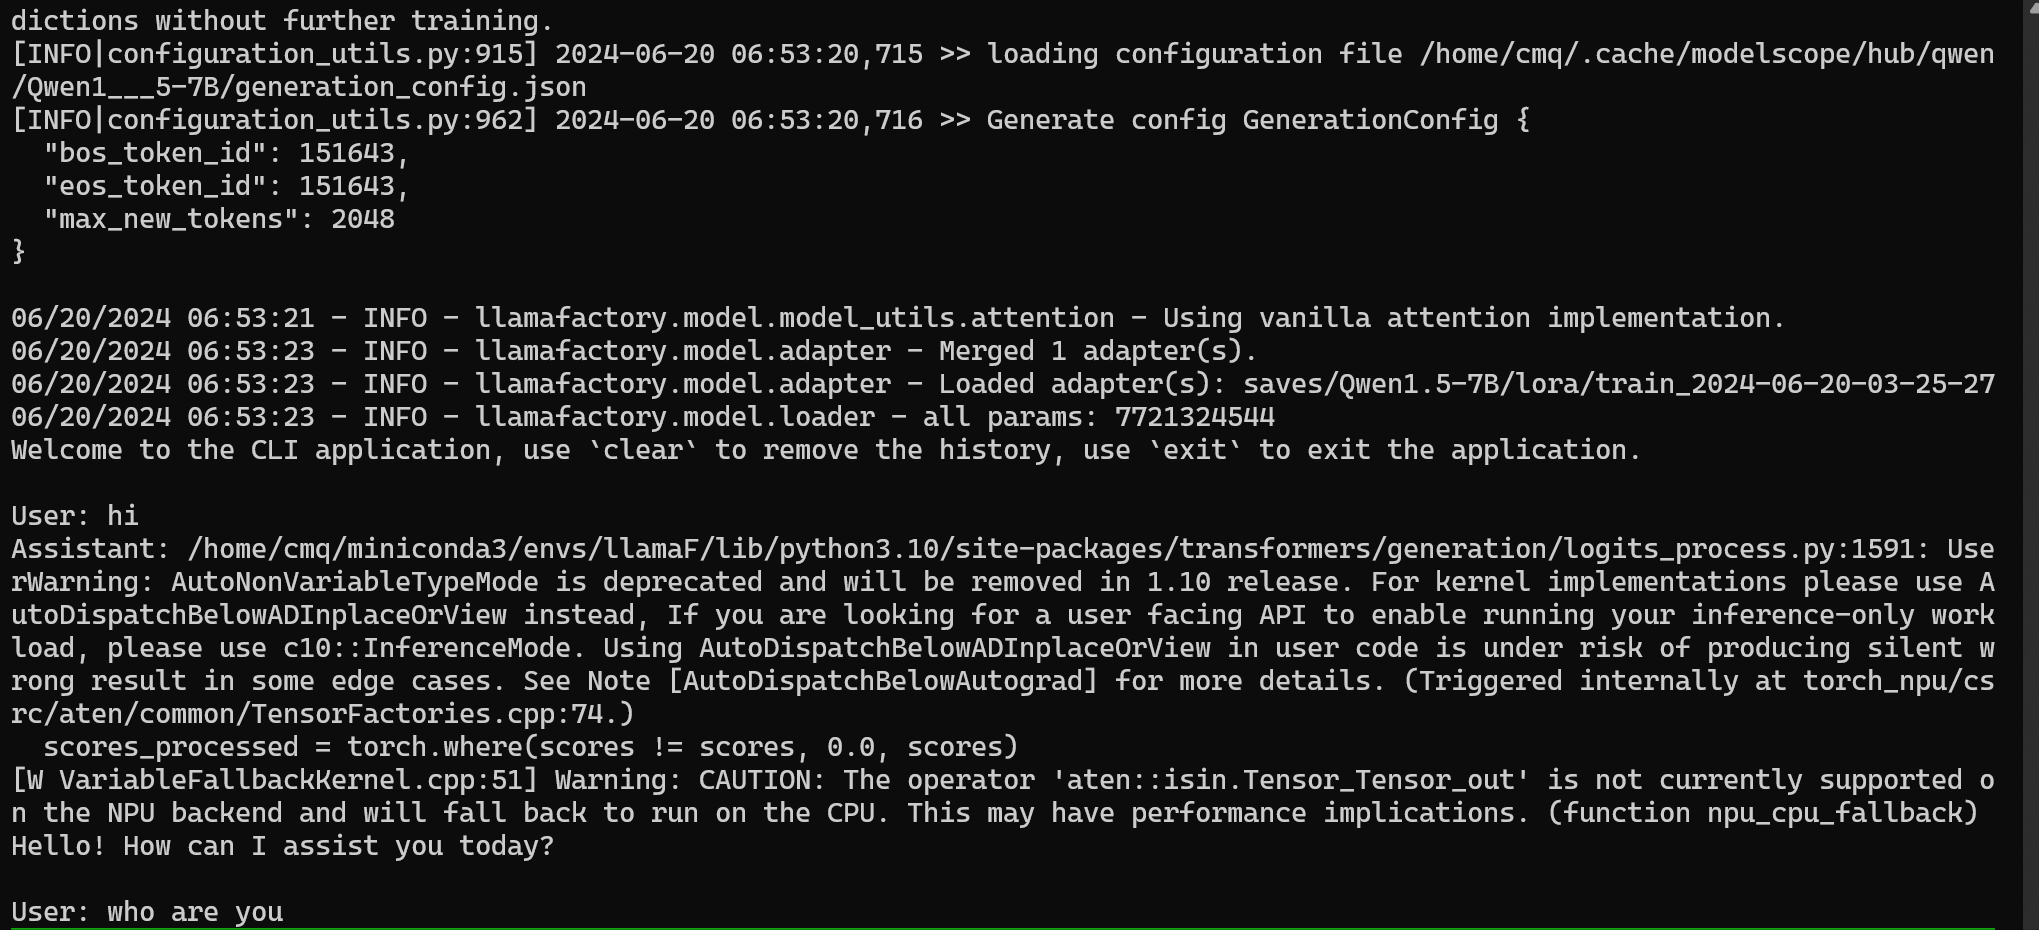 dictions without further training.
[INFO|configuration_utils.py:915] 2024-06-20 06:53:20,715 >> loading configuration file /home/cmq/.cache/modelscope/hub/qwen
/Qwen1___5-7B/generation_config.json
[INFO|configuration_utils.py:962] 2024-06-20 06:53:20,716 >> Generate config GenerationConfig {
  "bos_token_id": 151643,
  "eos_token_id": 151643,
  "max_new_tokens": 2048
}

06/20/2024 06:53:21 - INFO - llamafactory.model.model_utils.attention - Using vanilla attention implementation.
06/20/2024 06:53:23 - INFO - llamafactory.model.adapter - Merged 1 adapter(s).
06/20/2024 06:53:23 - INFO - llamafactory.model.adapter - Loaded adapter(s): saves/Qwen1.5-7B/lora/train_2024-06-20-03-25-27
06/20/2024 06:53:23 - INFO - llamafactory.model.loader - all params: 7721324544
Welcome to the CLI application, use `clear` to remove the history, use `exit` to exit the application.

User: hi
Assistant: /home/cmq/miniconda3/envs/llamaF/lib/python3.10/site-packages/transformers/generation/logits_process.py:1591: Use
rWarning: AutoNonVariableTypeMode is deprecated and will be removed in 1.10 release. For kernel implementations please use A
utoDispatchBelowADInplaceOrView instead, If you are looking for a user facing API to enable running your inference-only work
load, please use c10::InferenceMode. Using AutoDispatchBelowADInplaceOrView in user code is under risk of producing silent w
rong result in some edge cases. See Note [AutoDispatchBelowAutograd] for more details. (Triggered internally at torch_npu/cs
rc/aten/common/TensorFactories.cpp:74.)
  scores_processed = torch.where(scores != scores, 0.0, scores)
[W VariableFallbackKernel.cpp:51] Warning: CAUTION: The operator 'aten::isin.Tensor_Tensor_out' is not currently supported o
n the NPU backend and will fall back to run on the CPU. This may have performance implications. (function npu_cpu_fallback)
Hello! How can I assist you today?

User: who are you